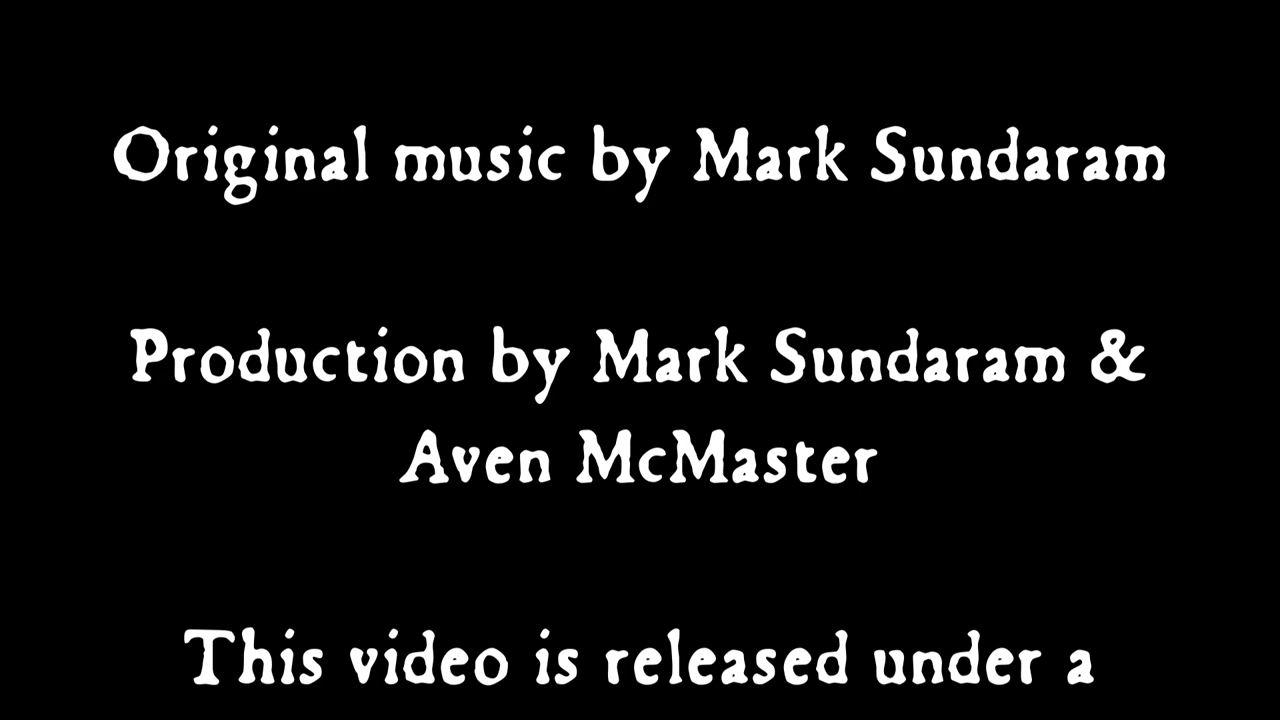 Original music by Mark Sundaram
Production by Mark Sundaram &
Aven McMaster
This video is released under a